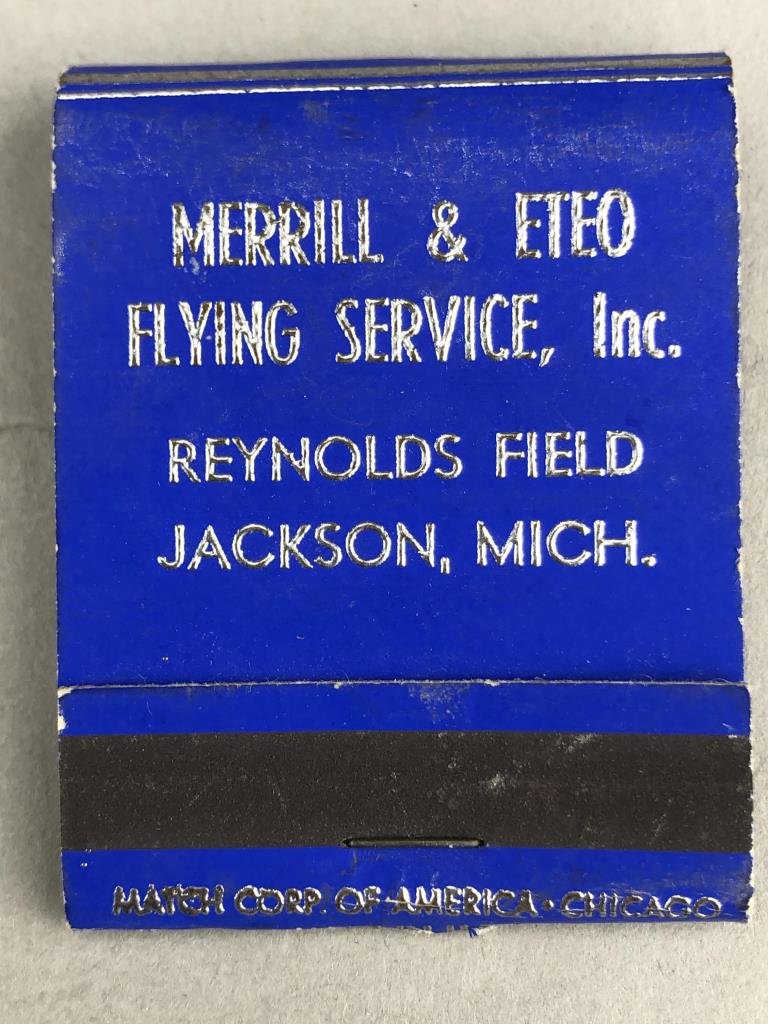 MERRILL & ETEO
FLYING SERVICE, Inc.
REYNOLDS FIELD
JACKSON, MICH.
MATCH CORP. OF AMERICA • CHICAGO